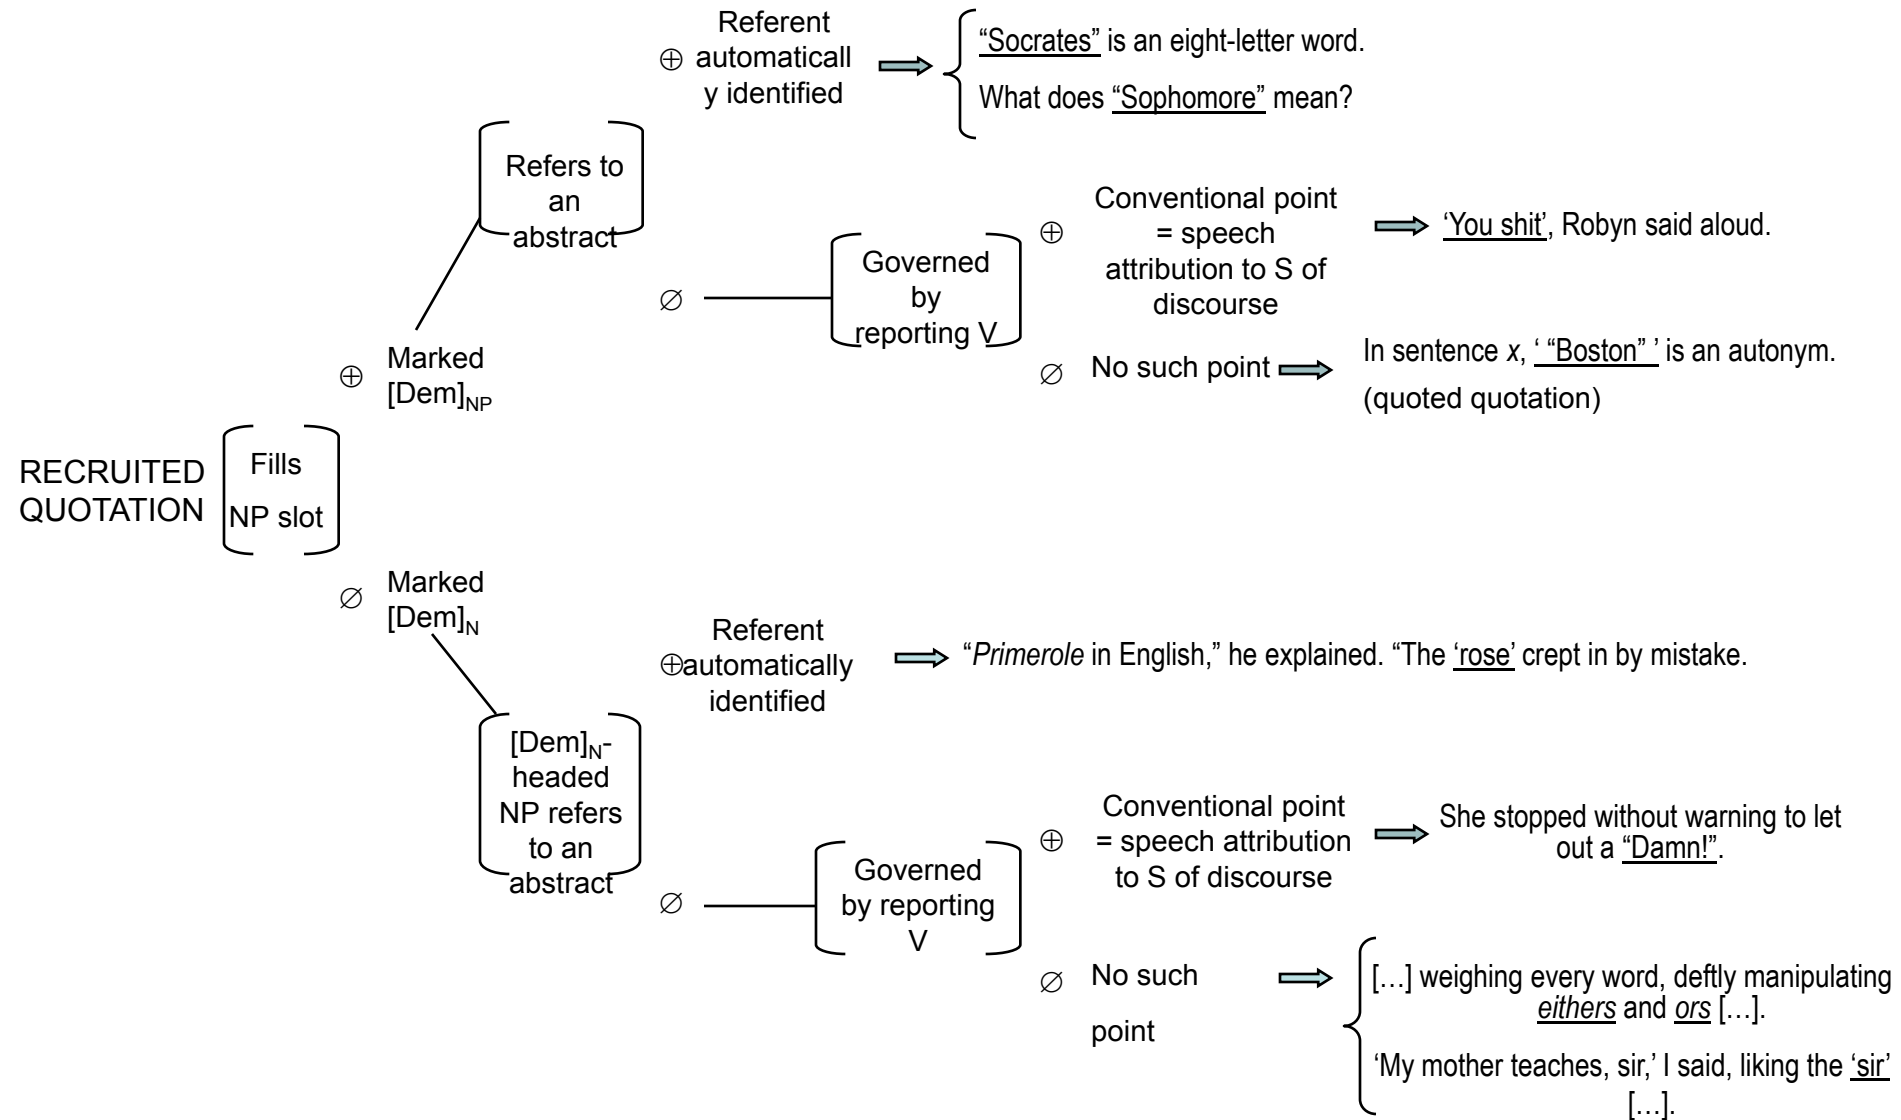 Referent
⊕ automaticall
y identified
“Socrates” is an eight-letter word.
What does “Sophomore” mean?
Refers to
an
abstract
Conventional point
⊕ = speech
attribution to S of
discourse
‘You shit’, Robyn said aloud.
∅
Governed
by
reporting V
∅ No such point
In sentence x, ‘ “Boston” ’ is an autonym.
(quoted quotation)
⊕ Marked
[Dem]NP
RECRUITED
QUOTATION
Fills
NP slot
∅ Marked
[Dem]N
Referent
⊕automatically
identified
“Primerole in English,” he explained. “The ‘rose’ crept in by mistake.
[Dem]N-
headed
NP refers
to an
abstract
Conventional point
⊕ = speech attribution
to S of discourse
She stopped without warning to let
out a “Damn!”.
∅
Governed
by reporting
V
∅ No such
point
[…] weighing every word, deftly manipulating
eithers and ors […].
‘My mother teaches, sir,’ I said, liking the ‘sir’
[…].